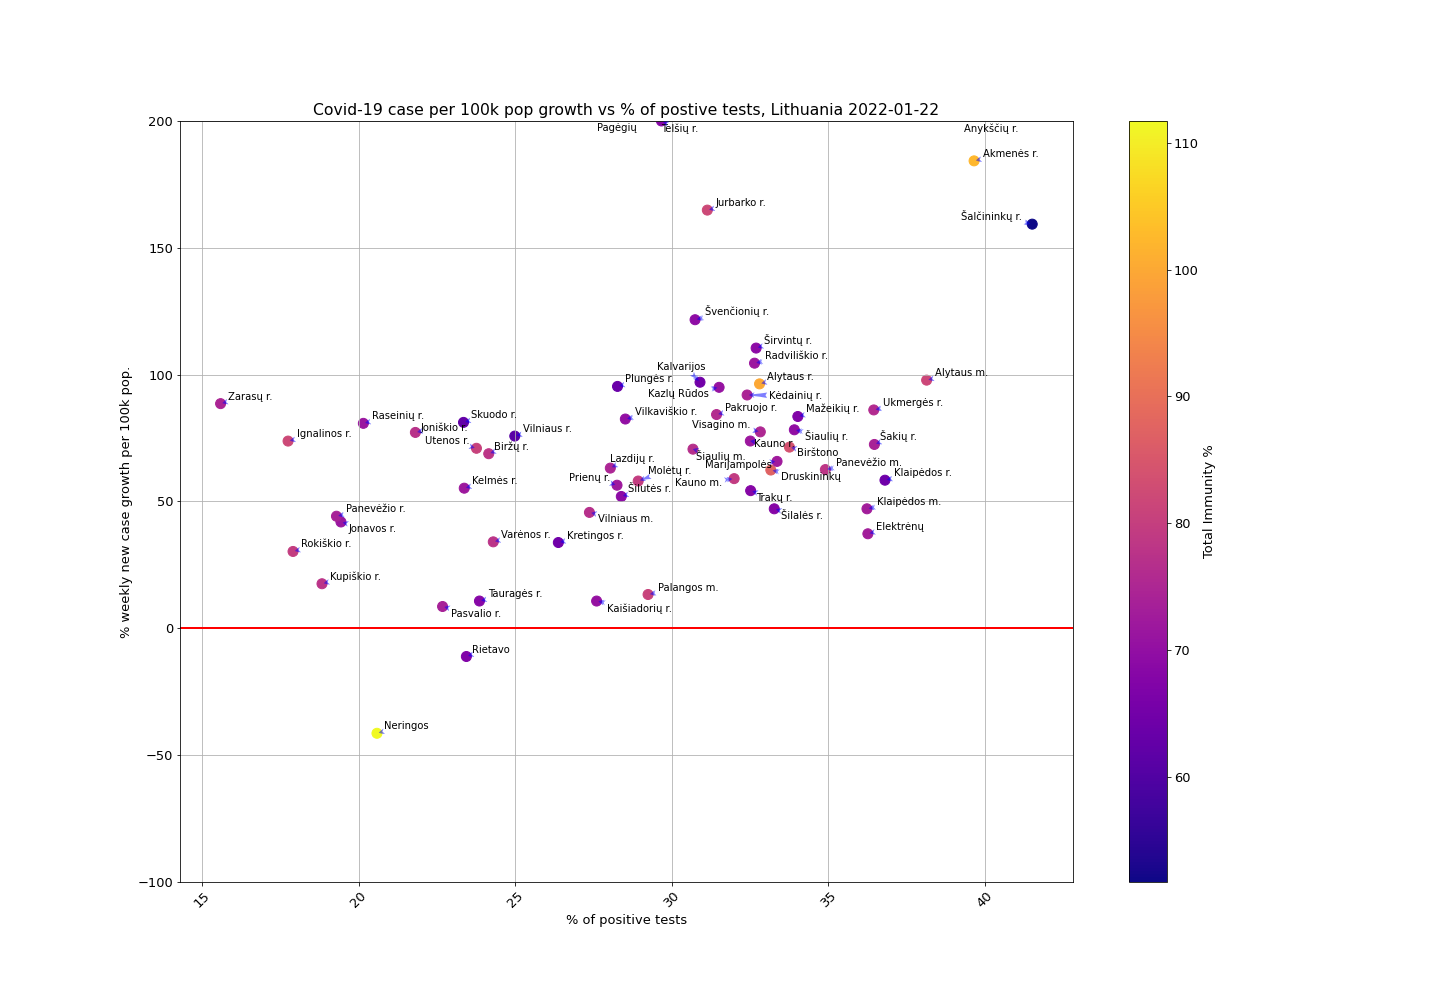 Covid-19 case per 100k pop growth vs % of postive tests, Lithuania 2022-01-22
200
150
100
50
0
−50
−100
% weekly new case growth per 100k pop.
Pagėgių
Telšių r.
Anykščių r.
Akmenės r.
Jurbarko r.
Šalčininkų r.
Švenčionių r.
Širvintų r.
Radviliškio r.
Kalvarijos
Plungės r.
Alytaus r.
Alytaus m.
Kazlų Rūdos
Kėdainių r.
Zarasų r.
Ukmergės r.
Raseinių r.
Skuodo r.
Vilkaviškio r.
Pakruojo r.
Mažeikių r.
Joniškio r.
Vilniaus r.
Visagino m.
Ignalinos r.
Utenos r.
Biržų r.
Kauno r.
Šiaulių r.
Šakių r.
Birštono
Lazdijų r.
Šiaulių m.
Marijampolės
Panevėžio m.
Molėtų r.
Prienų r.
Kauno m.
Druskininkų
Klaipėdos r.
Kelmės r.
Šilutės r.
Trakų r.
Klaipėdos m.
Panevėžio r.
Vilniaus m.
Šilalės r.
Jonavos r.
Elektrėnų
Varėnos r.
Kretingos r.
Rokiškio r.
Kupiškio r.
Tauragės r.
Palangos m.
Pasvalio r.
Kaišiadorių r.
Rietavo
Neringos
15
20
25
30
35
40
% of positive tests
110
100
90
80
70
60
Total Immunity %